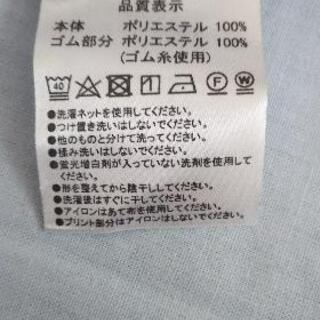 品質表示
本体 ポリエステル 100%
ゴム部分 ポリエステル 100%
(ゴム糸使用)
40 F W
●洗濯ネットを使用してください。
●つけ置き洗いはしないでください。
●他のものと分けて洗ってください。
●揉み洗いはしないでください。
●蛍光増白剤が入っていない洗剤を使用してください。
●形を整えてから陰干ししてください。
●洗濯後はすぐに干してください。
●アイロンはあて布を使用してください。
●プリント部分はアイロンしないでください。